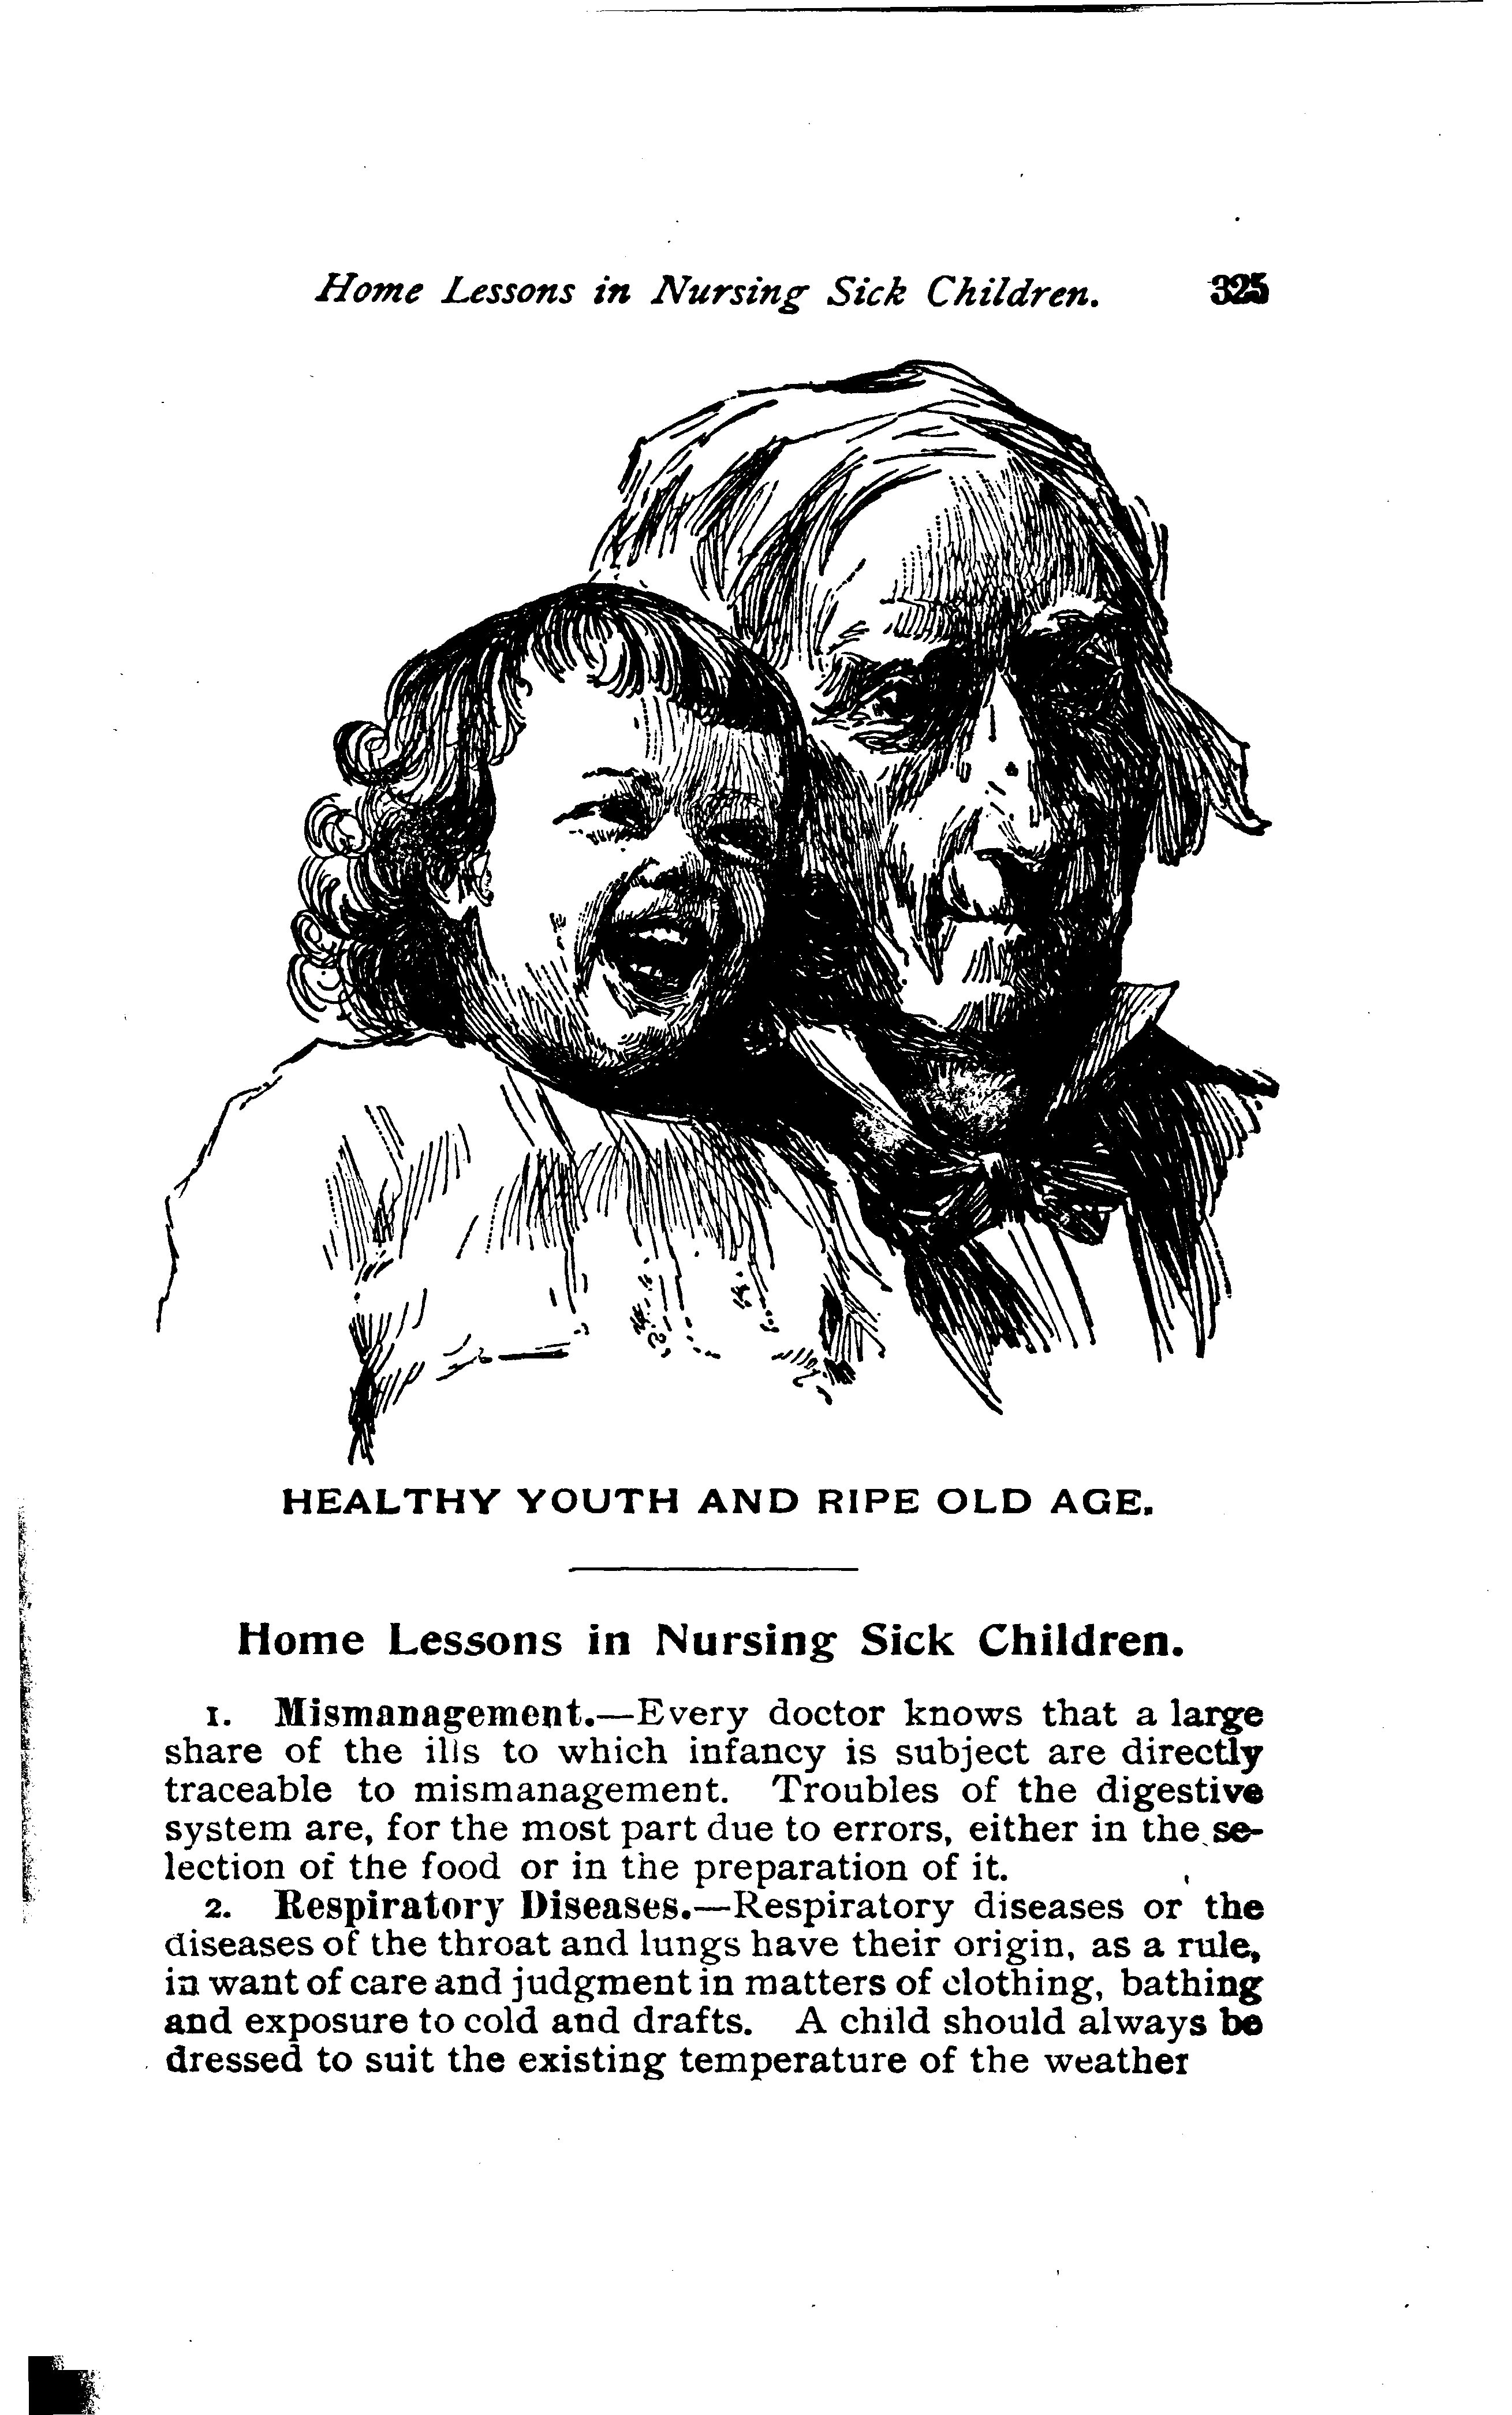 Home Lessons in Nursing Sick Children. 325
HEALTHY YOUTH AND RIPE OLD AGE.
Home Lessons in Nursing Sick Children.
1. Mismanagement.—Every doctor knows that a large
share of the ills to which infancy is subject are directly
traceable to mismanagement. Troubles of the digestive
system are, for the most part due to errors, either in the se-
lection of the food or in the preparation of it.
2. Respiratory Diseases.—Respiratory diseases or the
diseases of the throat and lungs have their origin, as a rule,
in want of care and judgment in matters of clothing, bathing
and exposure to cold and drafts. A child should always be
dressed to suit the existing temperature of the weather